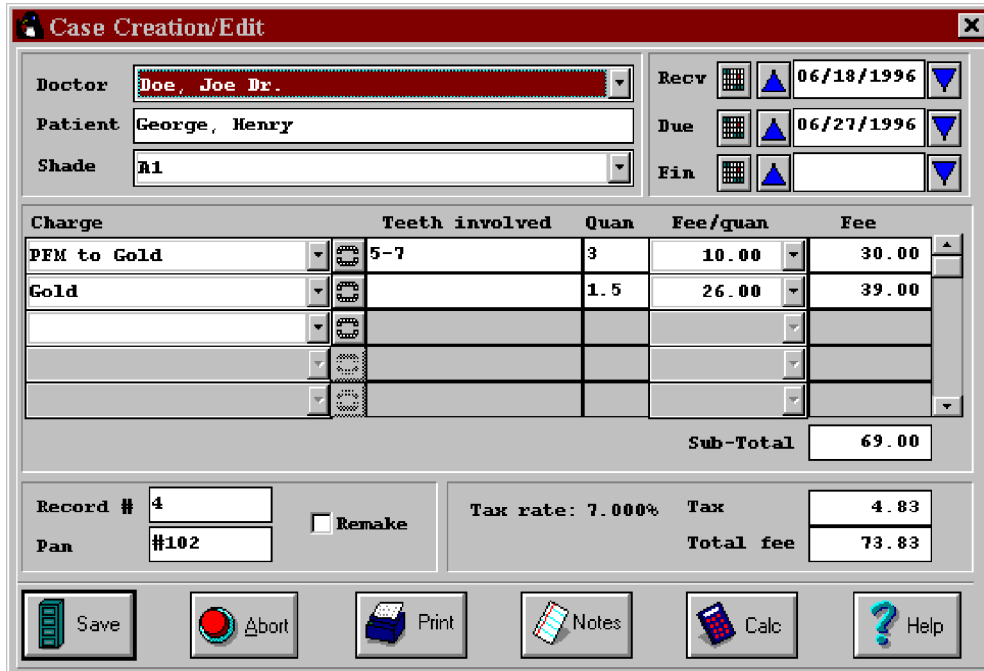 Case Creation/Edit
Doctor Doe, Joe Dr.
Patient George, Henry
Shade A1
Recv 06/18/1996
Due 06/27/1996
Fin
Charge Teeth involved Quan Fee/quan Fee
PFM to Gold 5-7 3 10.00 30.00
Gold 1.5 26.00 39.00
Sub-Total 69.00
Record # 4
Pan #102
Remake
Tax rate: 7.000% Tax 4.83
Total fee 73.83
Save Abort Print Notes Calc Help